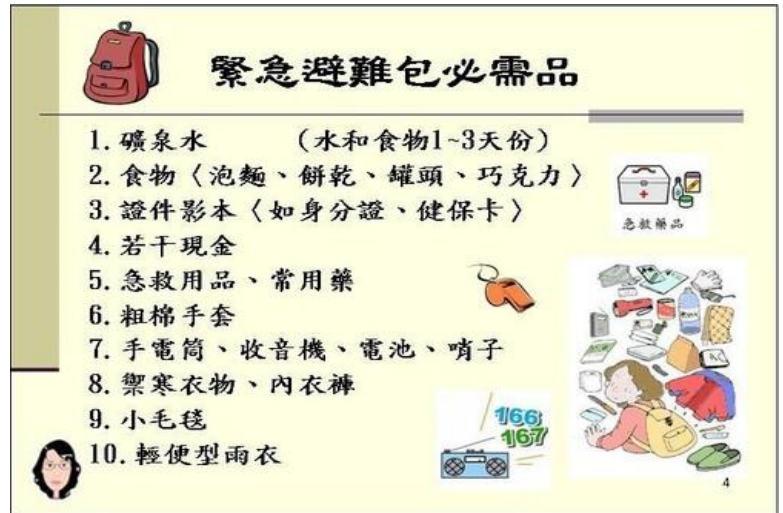 緊急避難包必需品
1. 礦泉水 （水和食物1~3天份）
2. 食物〈泡麵、餅乾、罐頭、巧克力〉
3. 證件影本〈如身分證、健保卡〉
4. 若干現金
5. 急救用品、常用藥
6. 粗棉手套
7. 手電筒、收音機、電池、哨子
8. 禦寒衣物、內衣褲
9. 小毛毯
10. 輕便型雨衣
急救藥品
166
167
4